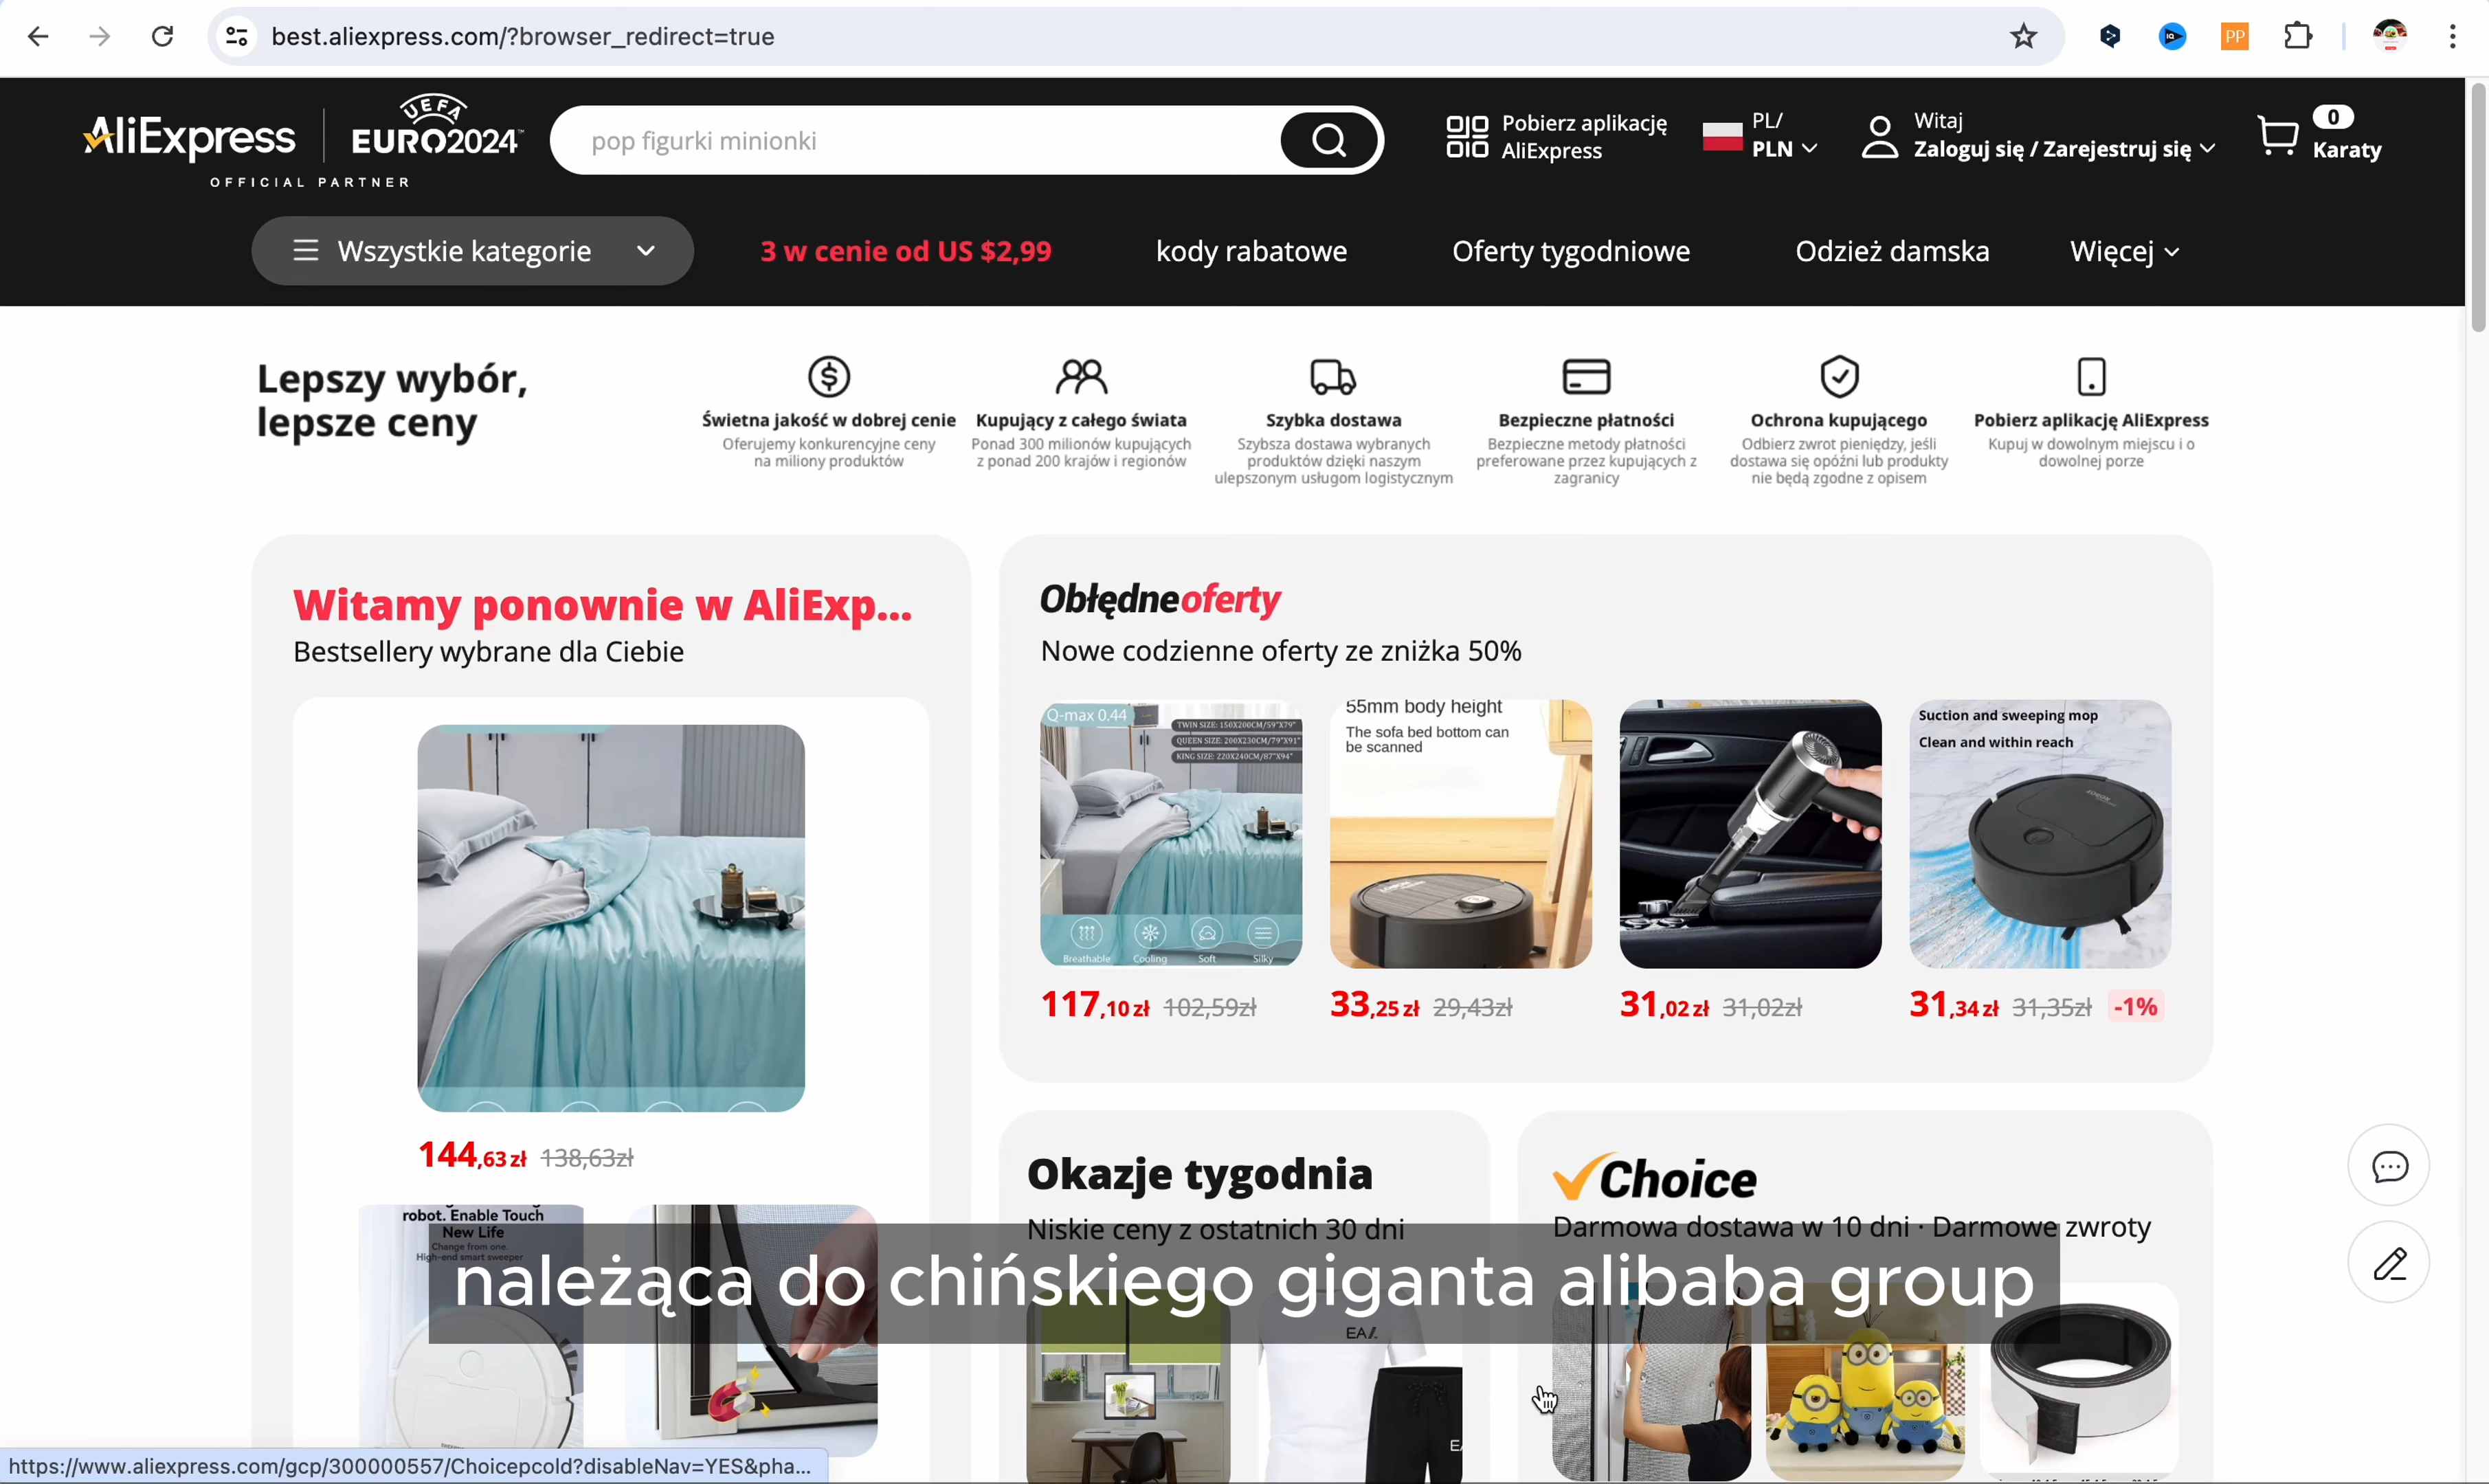 best.aliexpress.com/?browser_redirect=true
PP
AliExpress
UEFA
EURO2024™
OFFICIAL PARTNER
pop figurki minionki
Pobierz aplikację
AliExpress
PL/
PLN
Witaj
Zaloguj się / Zarejestruj się
0
Karaty
Wszystkie kategorie
3 w cenie od US $2,99
kody rabatowe
Oferty tygodniowe
Odzież damska
Więcej
Lepszy wybór,
lepsze ceny
Świetna jakość w dobrej cenie
Oferujemy konkurencyjne ceny
na miliony produktów
Kupujący z całego świata
Ponad 300 milionów kupujących
z ponad 200 krajów i regionów
Szybka dostawa
Szybsza dostawa wybranych
produktów dzięki naszym
ulepszonym usługom logistycznym
Bezpieczne płatności
Bezpieczne metody płatności
preferowane przez kupujących z
zagranicy
Ochrona kupującego
Odbierz zwrot pieniędzy, jeśli
dostawa się opóźni lub produkty
nie będą zgodne z opisem
Pobierz aplikację AliExpress
Kupuj w dowolnym miejscu i o
dowolnej porze
Witamy ponownie w AliExp...
Bestsellery wybrane dla Ciebie
144,63 zł 138,63zł
robot. Enable Touch
New Life
Change from one.
High-end smart sweeper
Obłędneoferty
Nowe codzienne oferty ze zniżka 50%
Q-max 0.44
TWIN SIZE: 150X200CM/59"X79"
QUEEN SIZE: 200X230CM/79"X91"
KING SIZE: 220X240CM/87"X94"
Breathable
Cooling
Soft
Silky
117,10 zł 102,59zł
55mm body height
The sofa bed bottom can
be scanned
33,25 zł 29,43zł
31,02 zł 31,02zł
Suction and sweeping mop
Clean and within reach
31,34 zł 31,35zł -1%
Okazje tygodnia
Niskie ceny z ostatnich 30 dni
EA
Choice
Darmowa dostawa w 10 dni · Darmowe zwroty
należąca do chińskiego giganta alibaba group
https://www.aliexpress.com/gcp/300000557/Choicepcold?disableNav=YES&pha...